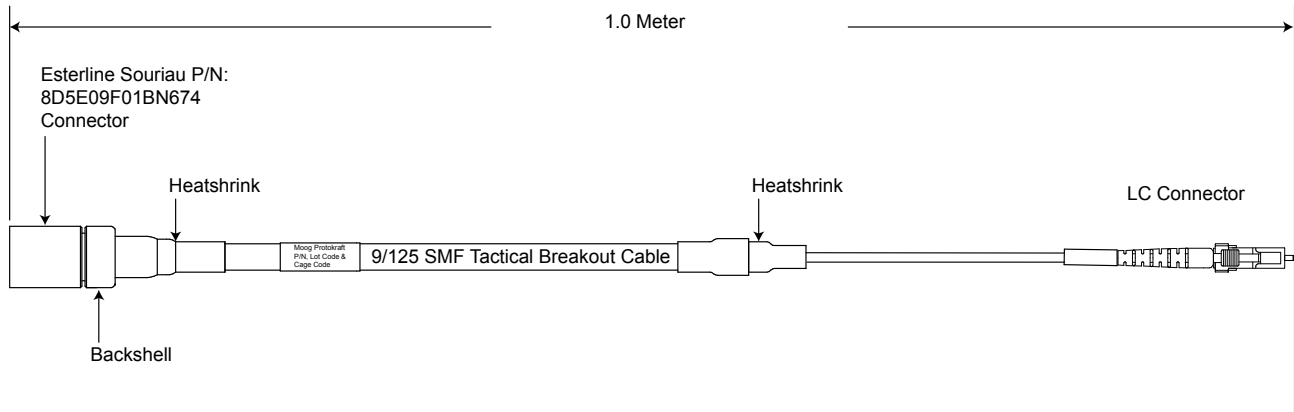 1.0 Meter
Esterline Souriau P/N:
8D5E09F01BN674
Connector
Heatshrink
Heatshrink
LC Connector
Moog Protokraft
P/N, Lot Code &
Cage Code
9/125 SMF Tactical Breakout Cable
Backshell